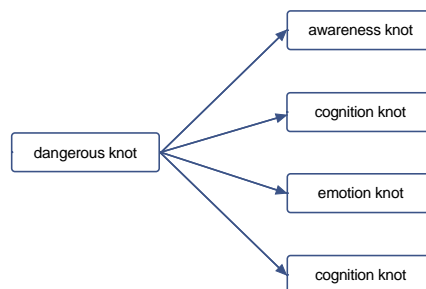 awareness knot
cognition knot
dangerous knot
emotion knot
cognition knot